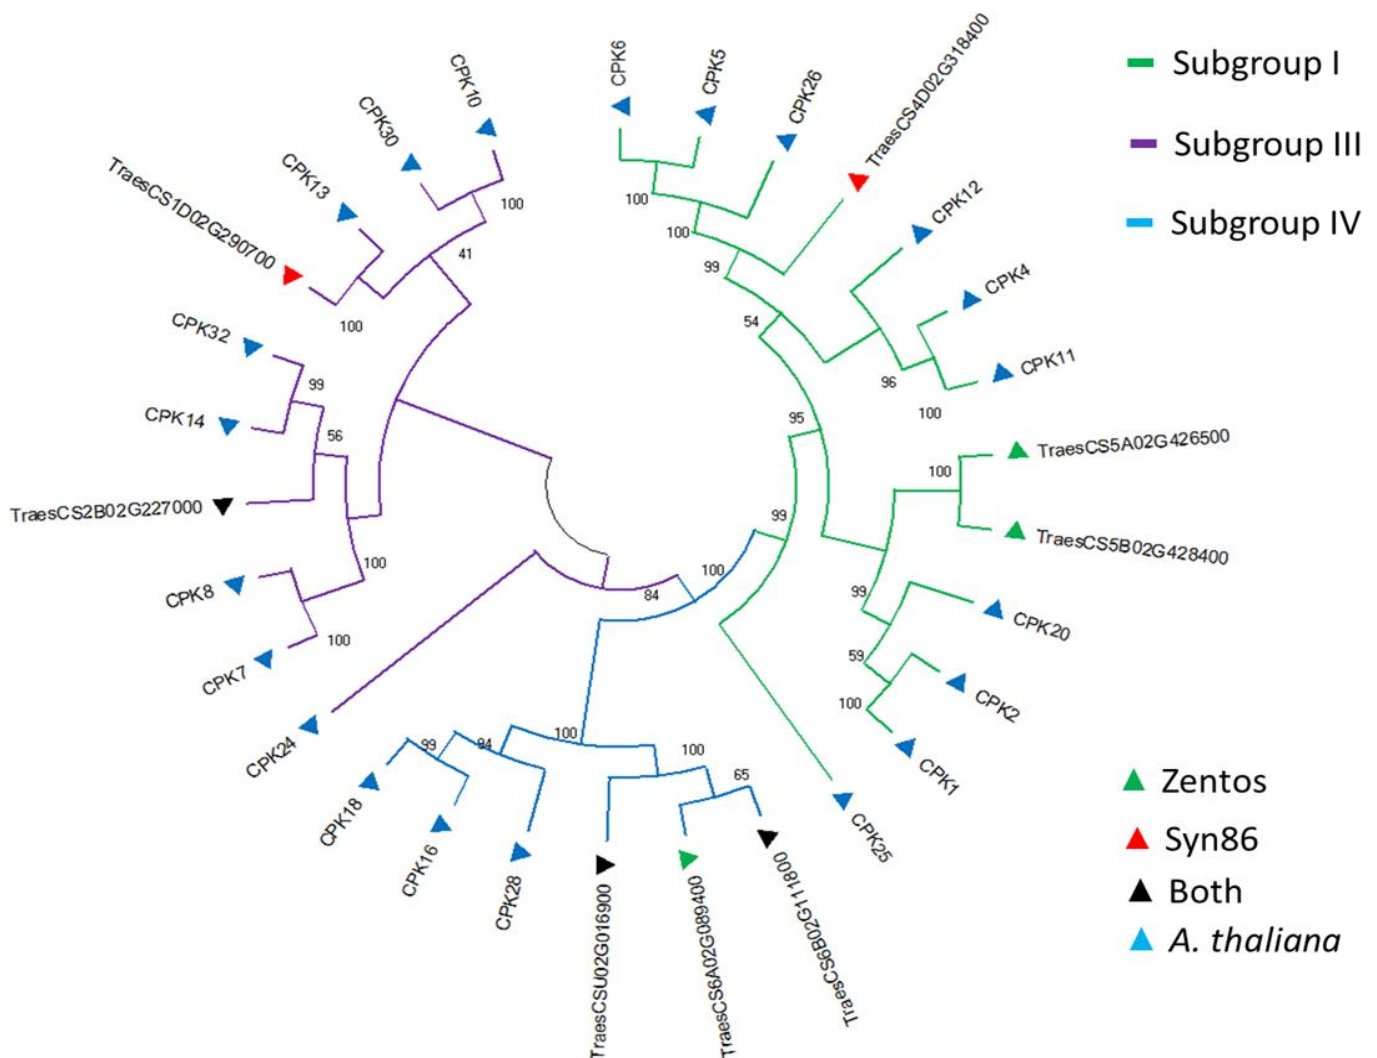 CPK6
CPK5
CPK26
TraesCS4D02G318400
CPK12
CPK4
CPK11
TraesCS5A02G426500
TraesCS5B02G428400
CPK20
CPK2
CPK1
CPK25
TraesCS6B02G111800
TraesCS6A02G089400
TraesCSU02G016900
CPK28
CPK16
CPK18
CPK24
CPK7
CPK8
TraesCS2B02G227000
CPK14
CPK32
TraesCS1D02G290700
CPK13
CPK30
CPK10
100
100
99
54
96
100
95
100
99
99
59
100
100
84
100
100
65
94
99
100
100
56
99
100
41
100
Subgroup I
Subgroup III
Subgroup IV
Zentos
Syn86
Both
A. thaliana